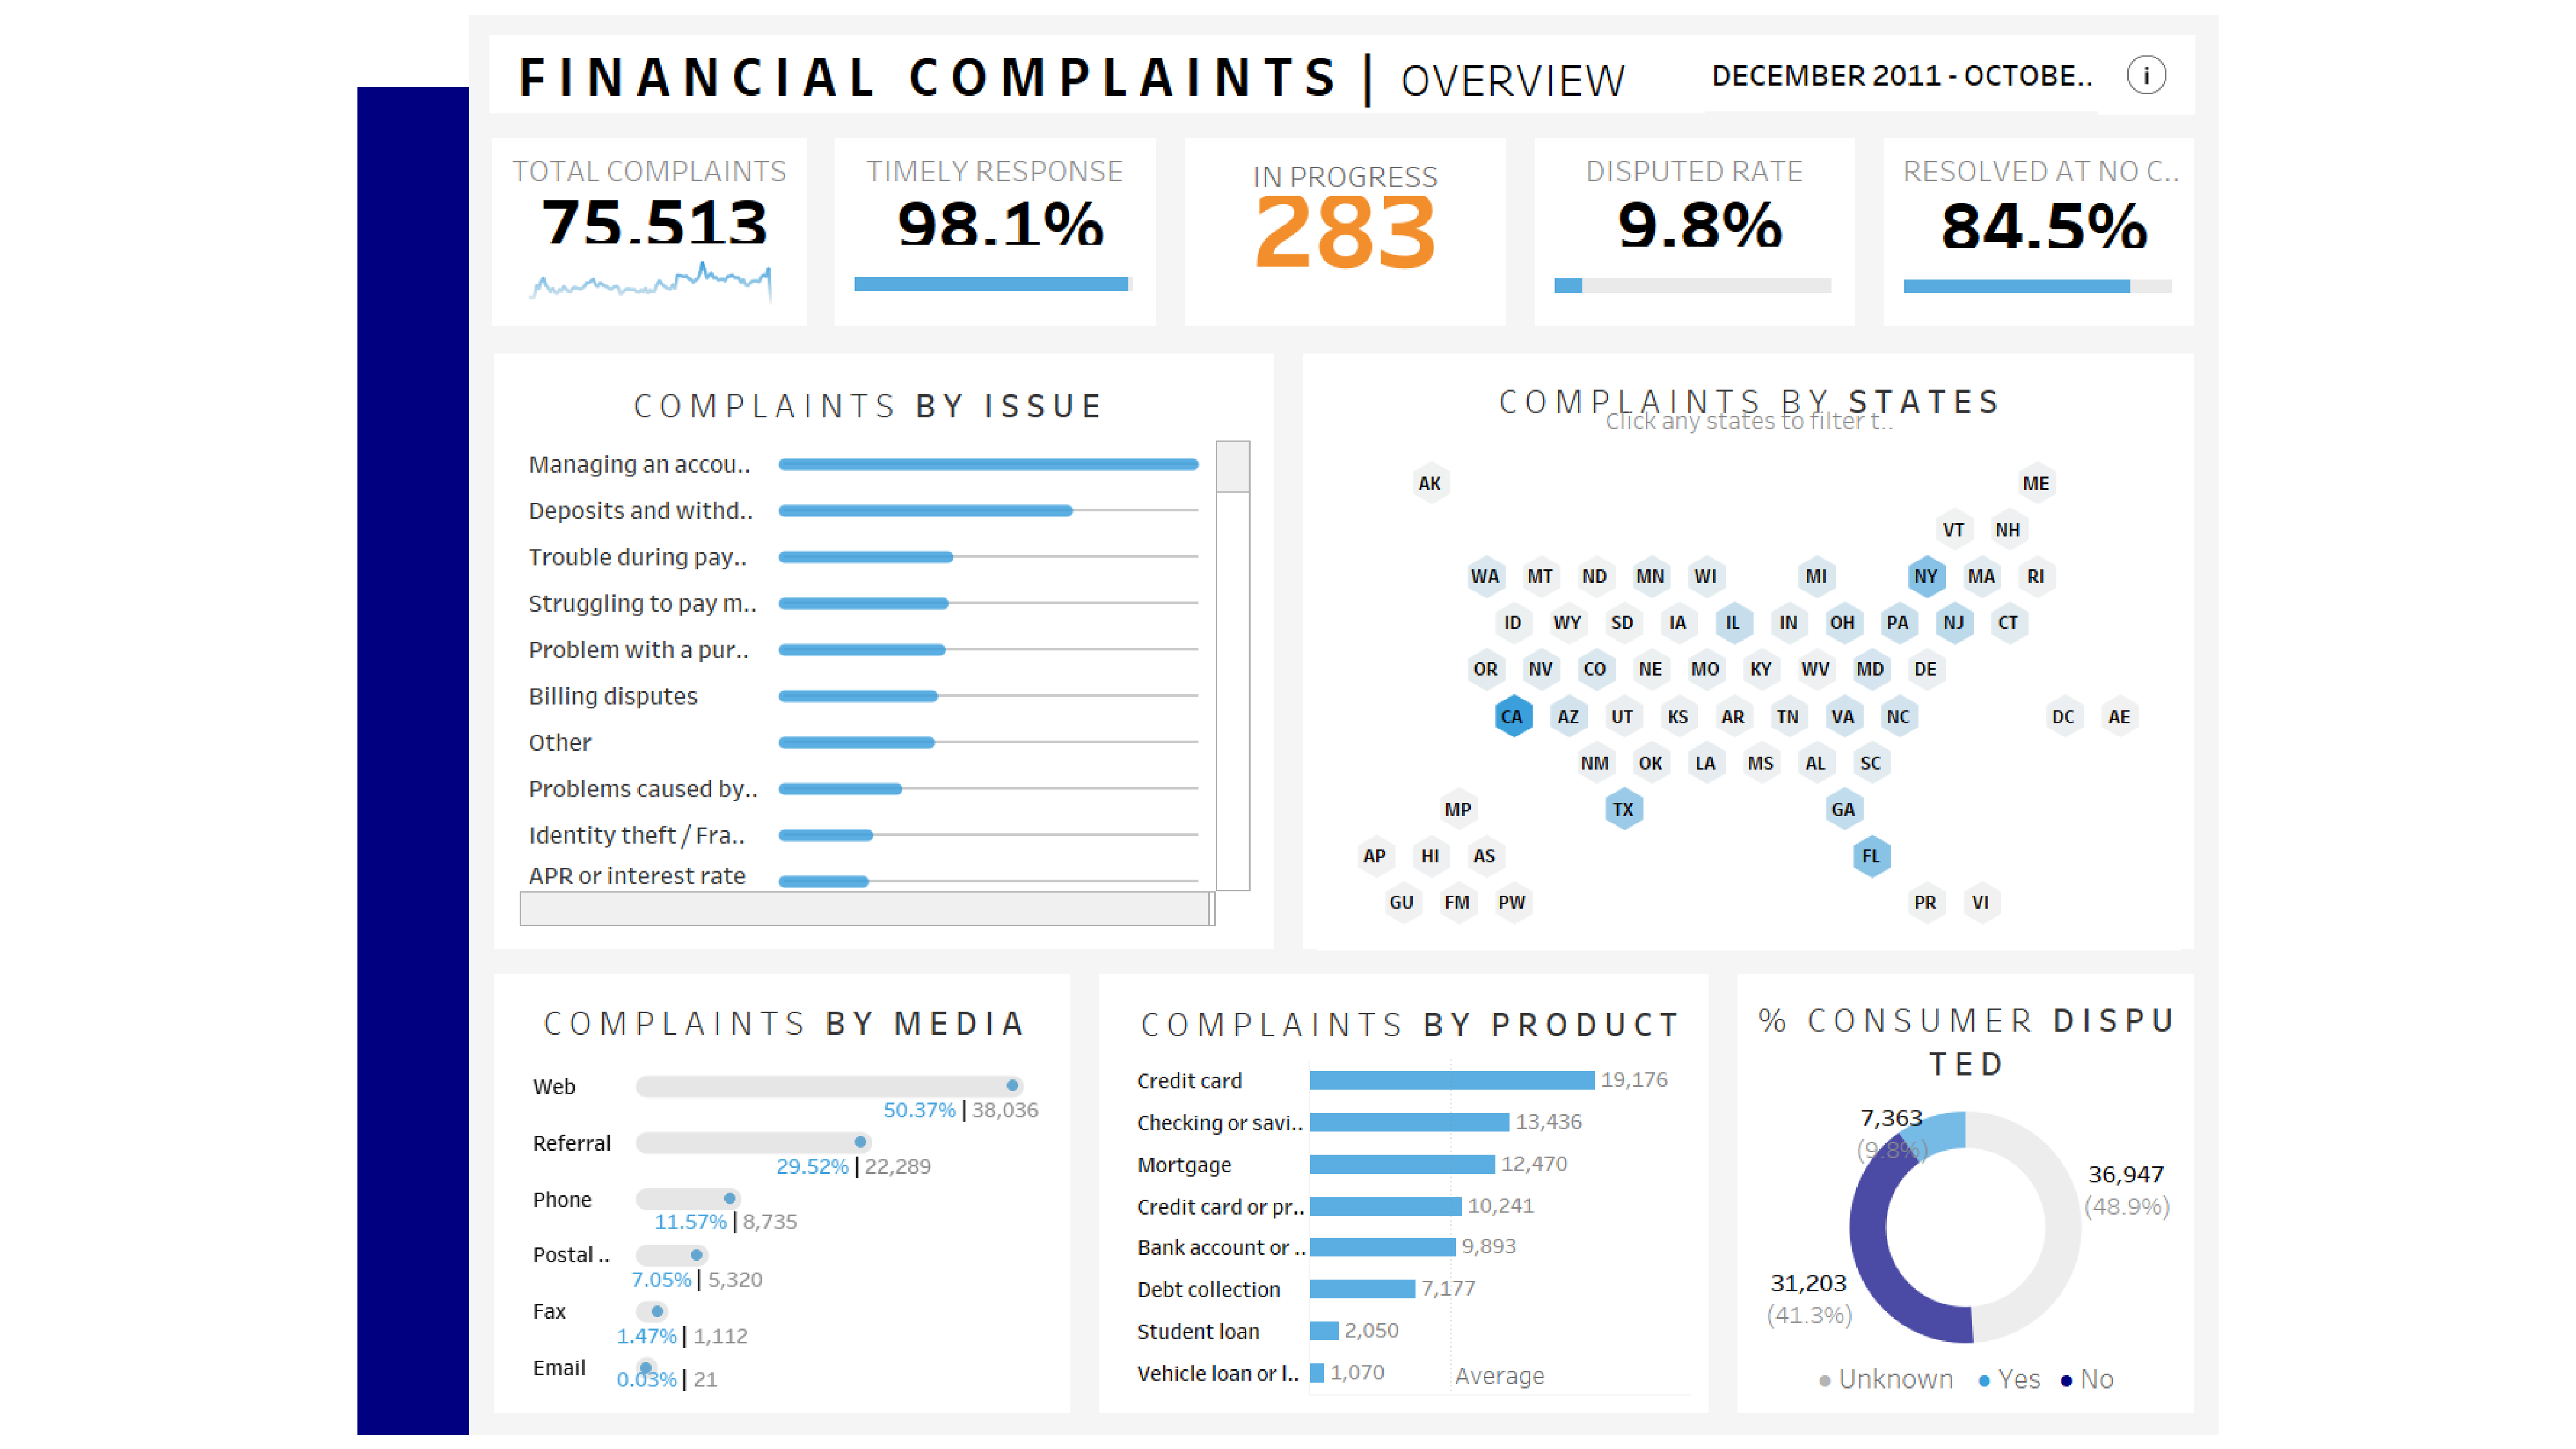 FINANCIAL COMPLAINTS | OVERVIEW
DECEMBER 2011 - OCTOBE..
i
TOTAL COMPLAINTS
75.513
TIMELY RESPONSE
98.1%
IN PROGRESS
283
DISPUTED RATE
9.8%
RESOLVED AT NO C..
84.5%
COMPLAINTS BY ISSUE
Managing an accou..
Deposits and withd..
Trouble during pay..
Struggling to pay m..
Problem with a pur..
Billing disputes
Other
Problems caused by..
Identity theft / Fra..
APR or interest rate
COMPLAINTS BY STATES
Click any states to filter t..
AK ME
VT NH
WA MT ND MN WI MI NY MA RI
ID WY SD IA IL IN OH PA NJ CT
OR NV CO NE MO KY WV MD DE
CA AZ UT KS AR TN VA NC DC AE
NM OK LA MS AL SC
MP TX GA
AP HI AS FL
GU FM PW PR VI
COMPLAINTS BY MEDIA
Web
50.37% | 38,036
Referral
29.52% | 22,289
Phone
11.57% | 8,735
Postal ..
7.05% | 5,320
Fax
1.47% | 1,112
Email
0.03% | 21
COMPLAINTS BY PRODUCT
Credit card 19,176
Checking or savi.. 13,436
Mortgage 12,470
Credit card or pr.. 10,241
Bank account or .. 9,893
Debt collection 7,177
Student loan 2,050
Vehicle loan or l.. 1,070
Average
% CONSUMER DISPU
TED
7,363
(9.8%)
36,947
(48.9%)
31,203
(41.3%)
Unknown Yes No